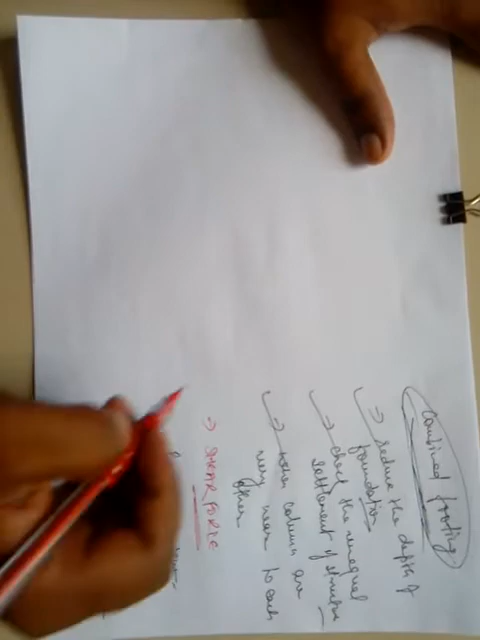 Combined footing.
→ Reduce the depth of
foundation
→ check the unequal
settlement of structure
→ when column are
very near to each
other
→ SHEAR FORCE